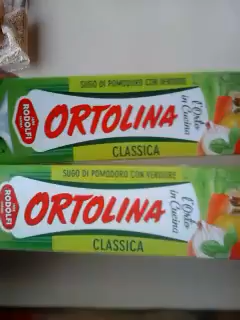 SUGO DI POMODORO CON VERDURE
RODOLFI
ORTOLINA
l'Orto
in Cucina
CLASSICA
SUGO DI POMODORO CON VERDURE
RODOLFI
ORTOLINA
l'Orto
in Cucina
CLASSICA